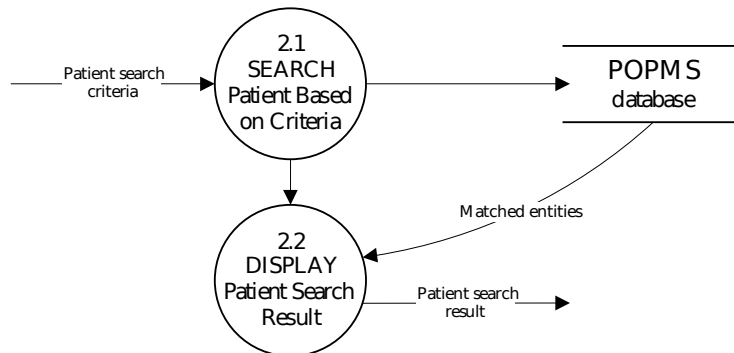 2.1
SEARCH
Patient Based
on Criteria
Patient search
criteria
POPMS
database
Matched entities
2.2
DISPLAY
Patient Search
Result
Patient search
result